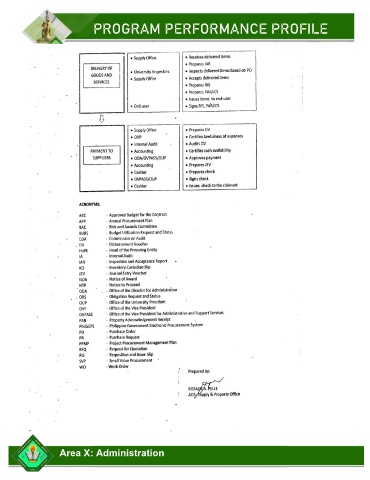 PROGRAM PERFORMANCE PROFILE
• Supply Office
• Receives delivered items
• Prepares IAR
DELIVERY OF GOODS AND SERVICES
• University Inspectors
• Inspects delivered items based on PO
• Supply Office
• Accepts delivered items
• Prepares RIS
• Prepares PAR/ICS
• Issues items to end-user
• End-user
• Signs RIS, PAR/ICS
PAYMENT TO SUPPLIERS
• Supply Office
• Prepares DV
• OVP
• Certifies lawfulness of expenses
• Internal Audit
• Audits DV
• Accounting
• Certifies cash availability
• ODA/OVPASS/OUP
• Approves payment
• Accounting
• Prepares JEV
• Cashier
• Prepares check
• OVPASS/OUP
• Signs check
• Cashier
• Issues check to the claimant
ACRONYMS:
ABC - Approved Budget for the Contract
APP - Annual Procurement Plan
BAC - Bids and Awards Committee
BURS - Budget Utilization Request and Status
COA - Commission on Audit
DV - Disbursement Voucher
HoPE - Head of the Procuring Entity
IA - Internal Audit
IAR - Inspection and Acceptance Report
ICS - Inventory Custodian Slip
JEV - Journal Entry Voucher
NOA - Notice of Award
NTP - Notice to Proceed
ODA - Office of the Director for Administration
ORS - Obligation Request and Status
OUP - Office of the University President
OVP - Office of the Vice President
OVPASS - Office of the Vice President for Administration and Support Services
PAR - Property Acknowledgement Receipt
PhilGEPS - Philippine Government Electronic Procurement System
PO - Purchase Order
PR - Purchase Request
PPMP - Project Procurement Management Plan
RFQ - Request for Quotation
RIS - Requisition and Issue Slip
SVP - Small Value Procurement
WO - Work Order
Prepared by:
Supply & Property Office
Area X: Administration